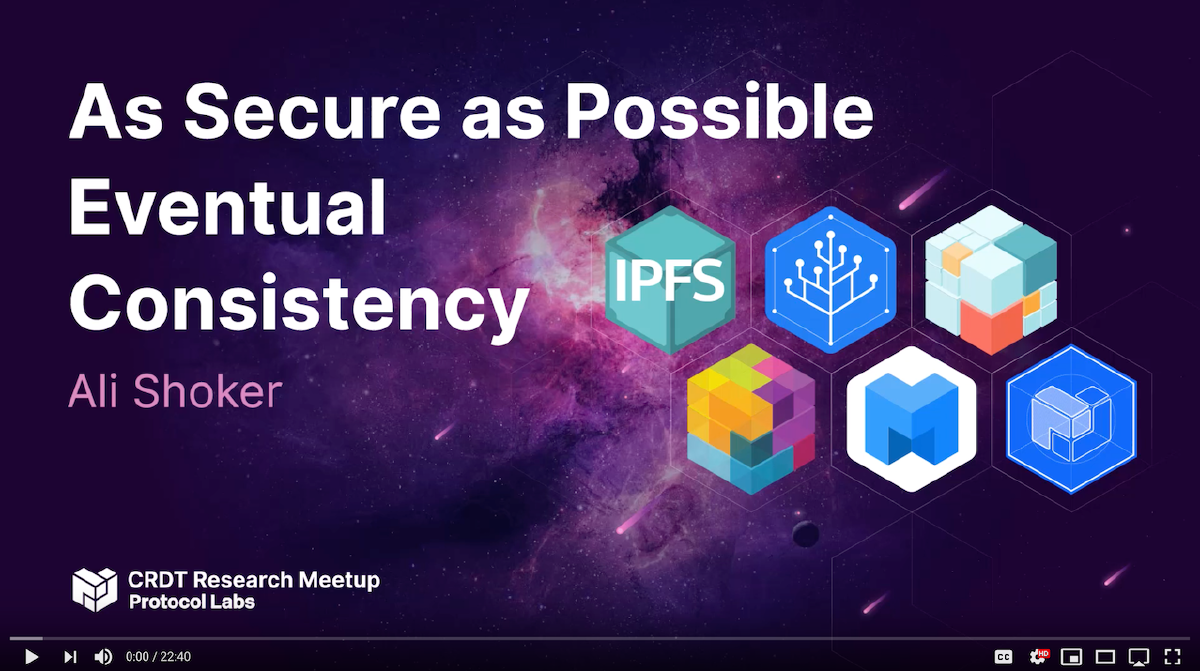 As Secure as Possible
Eventual
Consistency
Ali Shoker
IPFS
CRDT Research Meetup
Protocol Labs
0:00 / 22:40
CC
HD